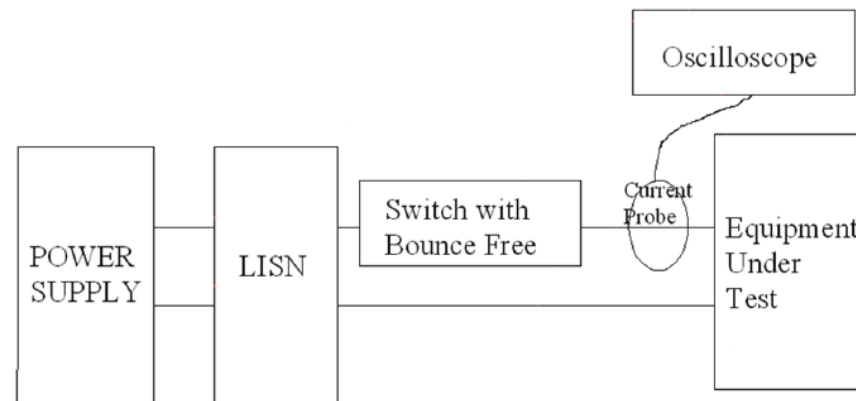 Oscilloscope
Current
Probe
Switch with
Bounce Free
POWER
SUPPLY
LISN
Equipment
Under
Test